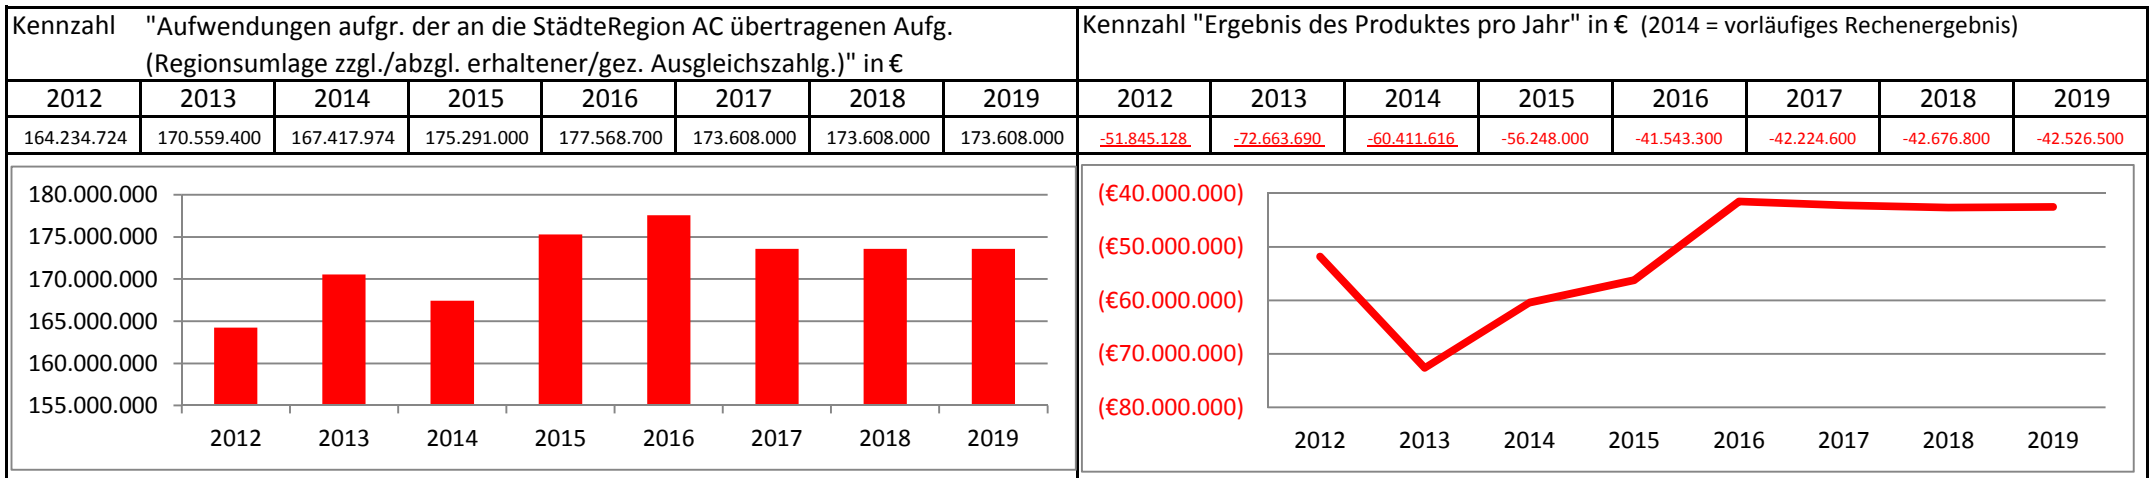 Kennzahl "Aufwendungen aufgr. der an die StädteRegion AC übertragenen Aufg.
(Regionsumlage zzgl./abzgl. erhaltener/gez. Ausgleichszahlg.)" in €
2012 2013 2014 2015 2016 2017 2018 2019
164.234.724 170.559.400 167.417.974 175.291.000 177.568.700 173.608.000 173.608.000 173.608.000
180.000.000
175.000.000
170.000.000
165.000.000
160.000.000
155.000.000
2012 2013 2014 2015 2016 2017 2018 2019
Kennzahl "Ergebnis des Produktes pro Jahr" in € (2014 = vorläufiges Rechenergebnis)
2012 2013 2014 2015 2016 2017 2018 2019
-51.845.128 -72.663.690 -60.411.616 -56.248.000 -41.543.300 -42.224.600 -42.676.800 -42.526.500
(€40.000.000)
(€50.000.000)
(€60.000.000)
(€70.000.000)
(€80.000.000)
2012 2013 2014 2015 2016 2017 2018 2019